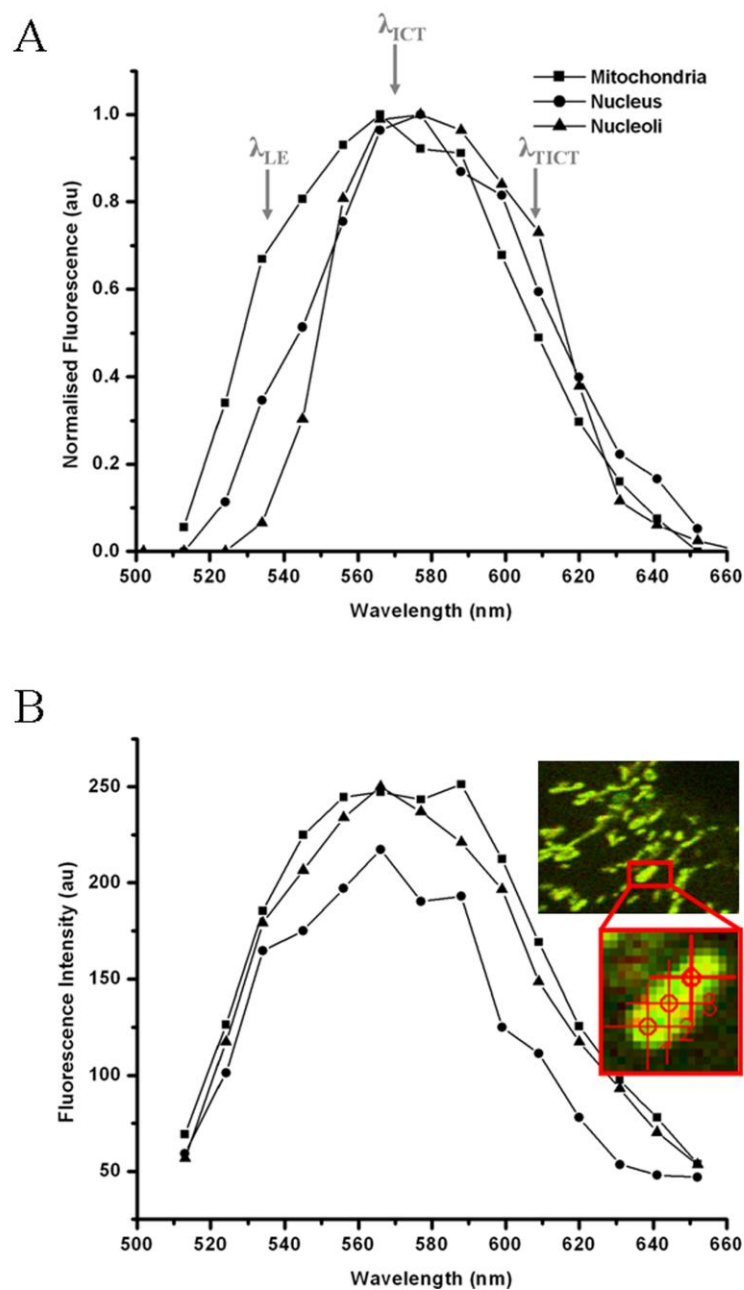 A
λICT
λLE
λTICT
Mitochondria
Nucleus
Nucleoli
Normalised Fluorescence (au)
1.0
0.8
0.6
0.4
0.2
0.0
500 520 540 560 580 600 620 640 660
Wavelength (nm)
B
Fluorescence Intensity (au)
250
200
150
100
50
3
500 520 540 560 580 600 620 640 660
Wavelength (nm)